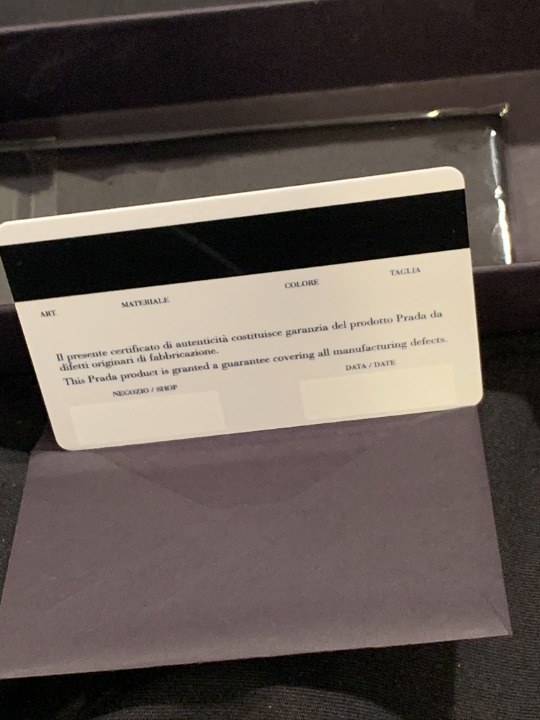 ART. MATERIALE COLORE TAGLIA
Il presente certificato di autenticità costituisce garanzia del prodotto Prada da
difetti originari di fabbricazione.
This Prada product is granted a guarantee covering all manufacturing defects.
NEGOZIO / SHOP DATA / DATE